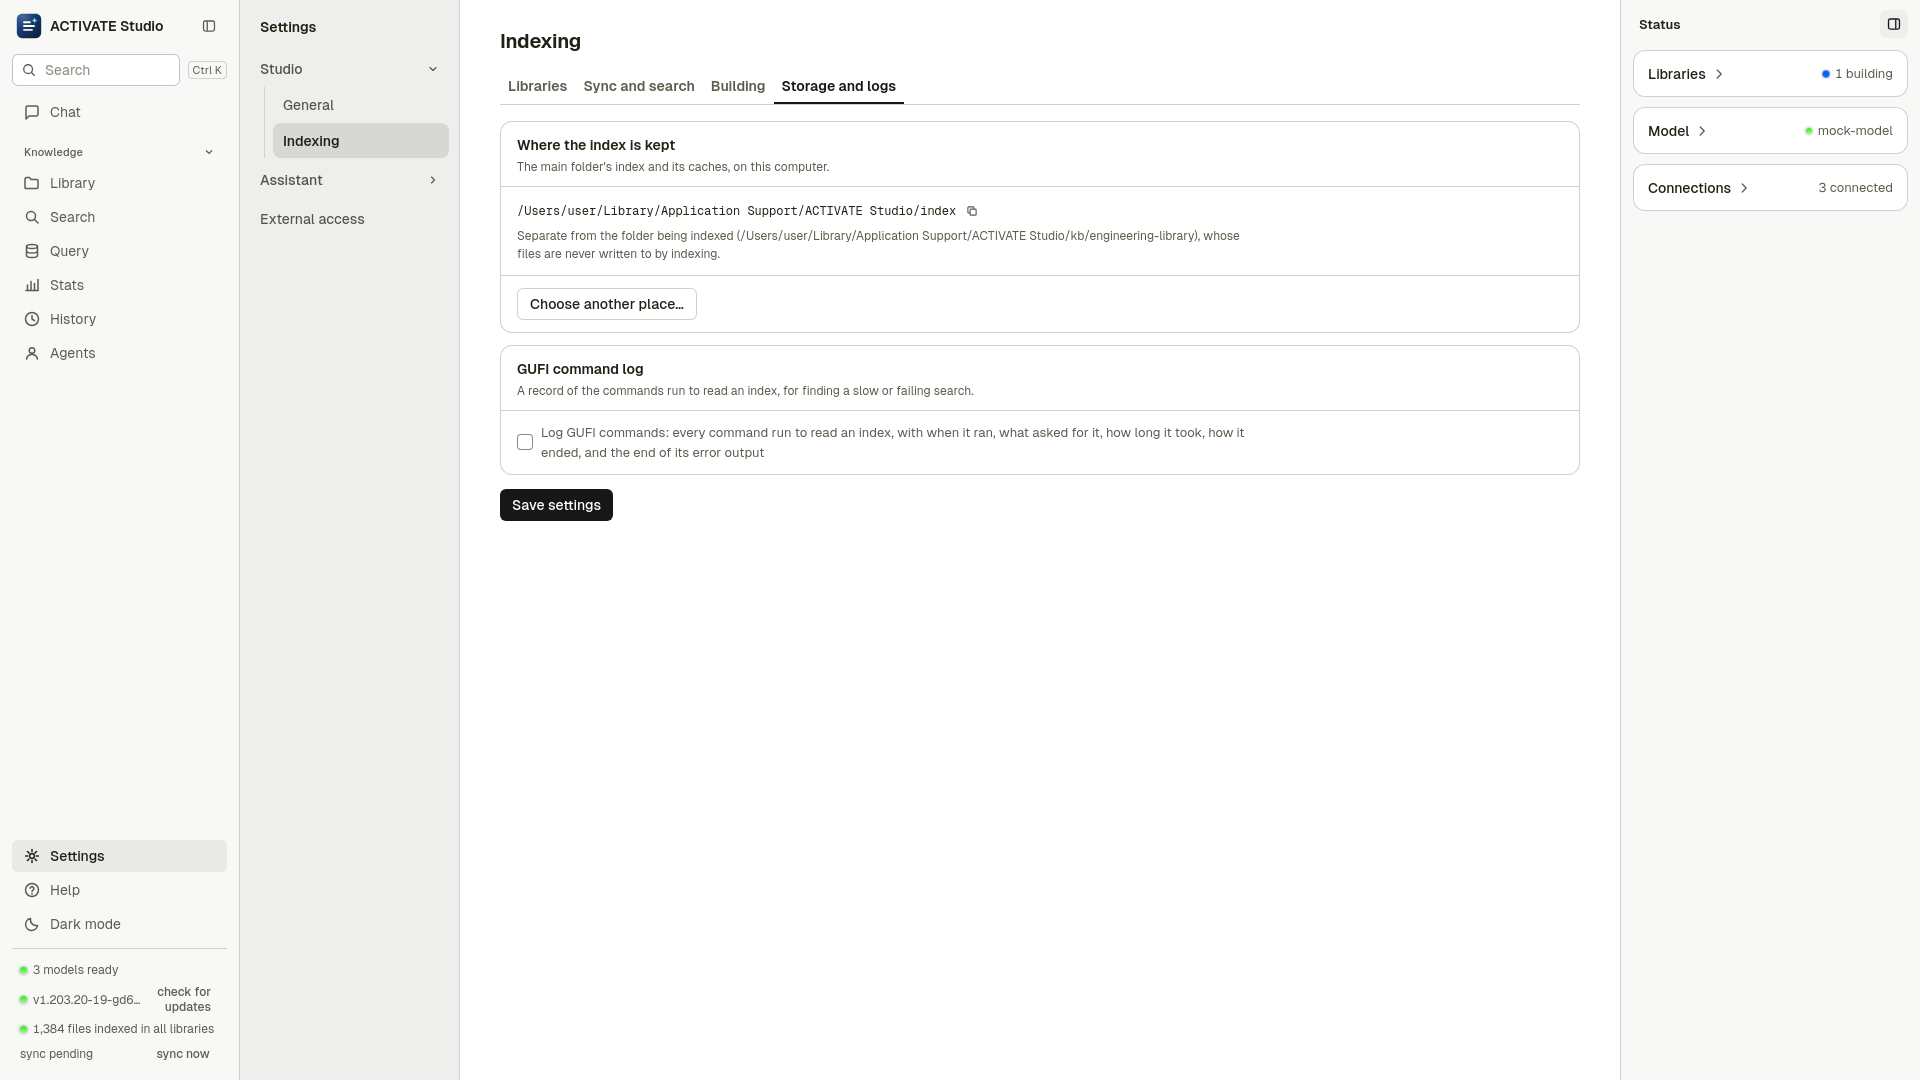 ACTIVATE Studio
Search
Ctrl K
Chat
Knowledge
Library
Search
Query
Stats
History
Agents
Settings
Help
Dark mode
3 models ready
v1.203.20-19-gd6...
check for
updates
1,384 files indexed in all libraries
sync pending
sync now
Settings
Studio
General
Indexing
Assistant
External access
Indexing
Libraries
Sync and search
Building
Storage and logs
Where the index is kept
The main folder's index and its caches, on this computer.
/Users/user/Library/Application Support/ACTIVATE Studio/index
Separate from the folder being indexed (/Users/user/Library/Application Support/ACTIVATE Studio/kb/engineering-library), whose
files are never written to by indexing.
Choose another place...
GUFI command log
A record of the commands run to read an index, for finding a slow or failing search.
Log GUFI commands: every command run to read an index, with when it ran, what asked for it, how long it took, how it
ended, and the end of its error output
Save settings
Status
Libraries
1 building
Model
mock-model
Connections
3 connected